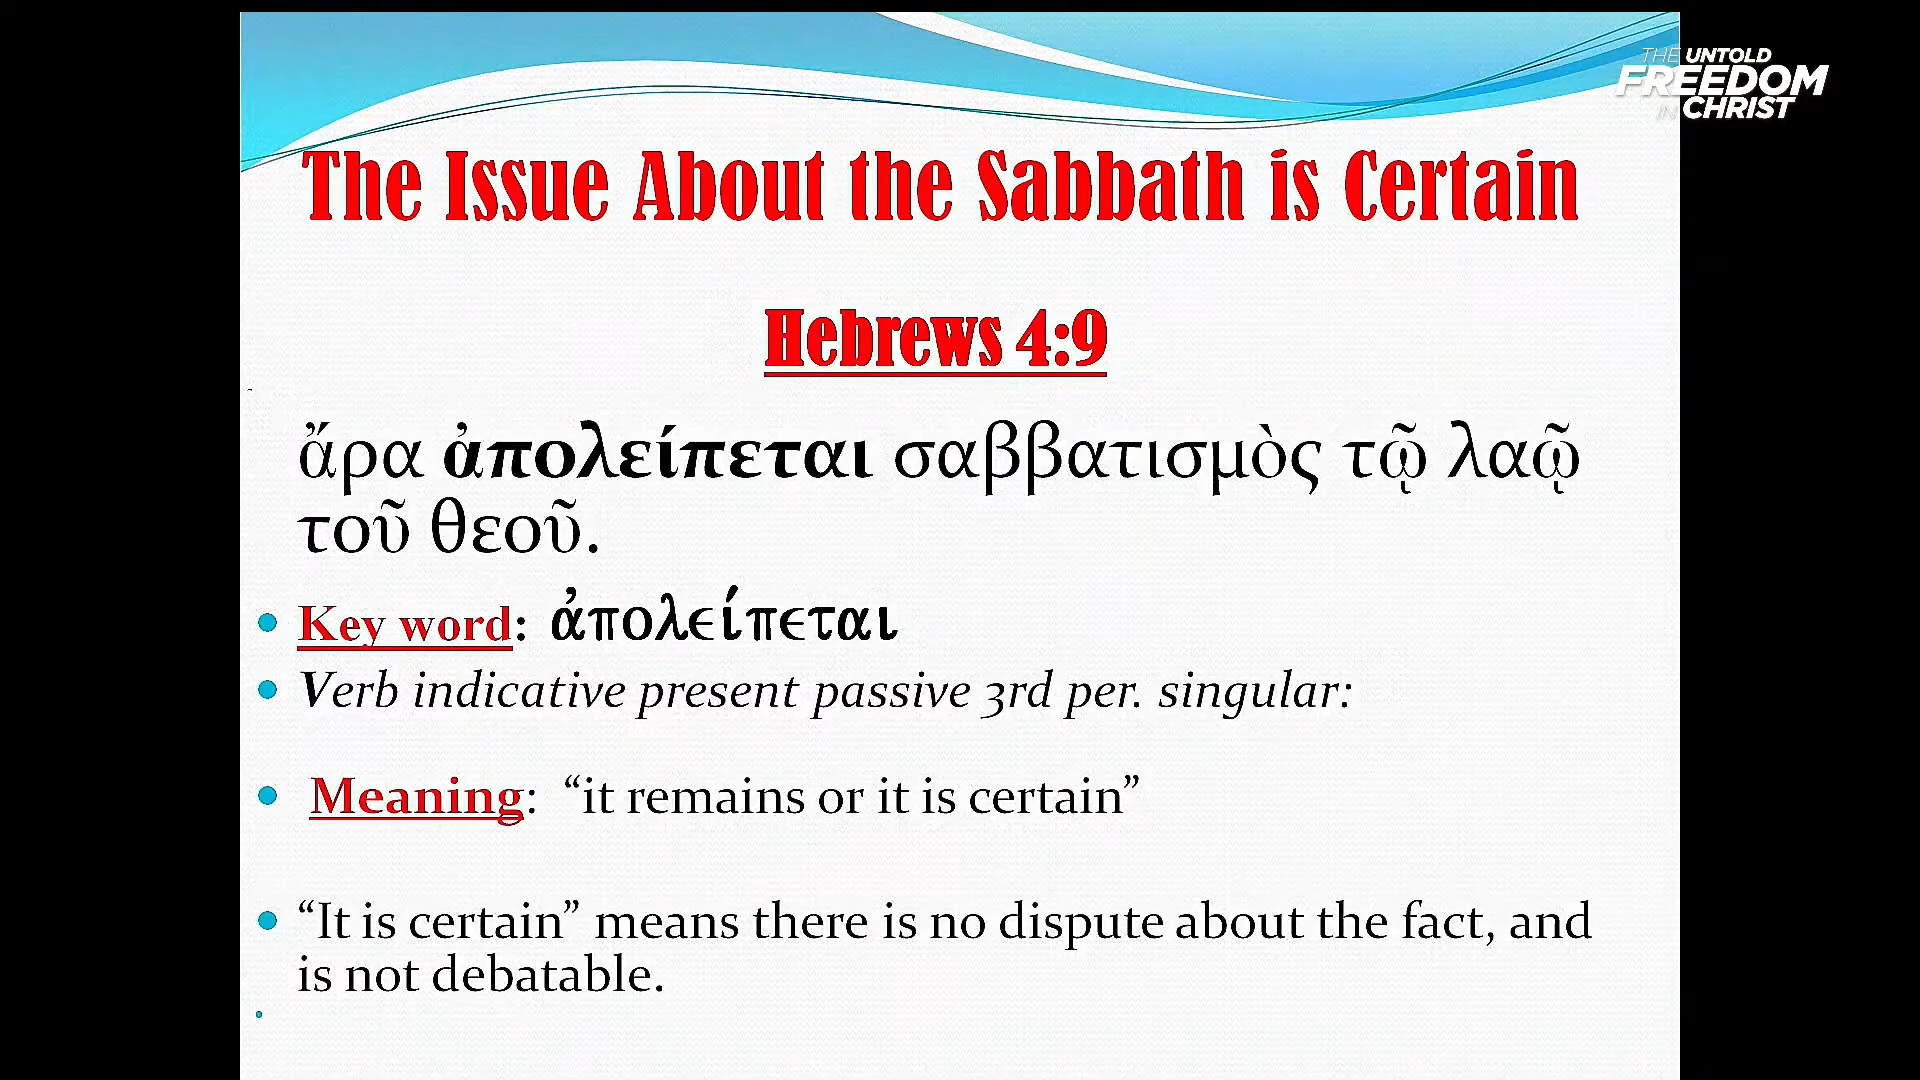 THE UNTOLD
FREEDOM
IN CHRIST
The Issue About the Sabbath is Certain
Hebrews 4:9
ἄρα ἀπολείπεται σαββατισμὸς τῷ λαῷ
τοῦ θεοῦ.
• Key word: ἀπολείπεται
• Verb indicative present passive 3rd per. singular:
• Meaning: “it remains or it is certain”
• “It is certain” means there is no dispute about the fact, and
is not debatable.